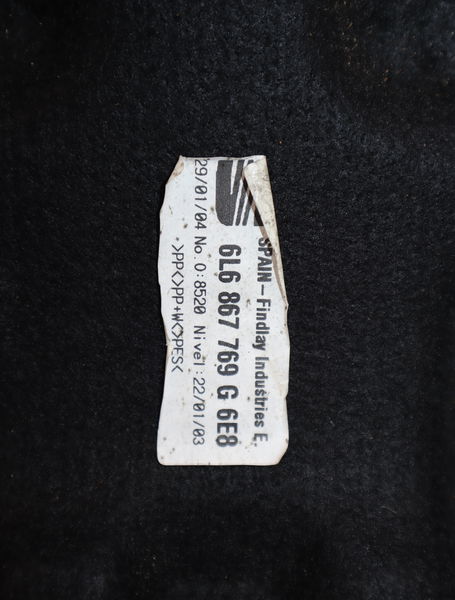 SPAIN - Findlay Industries E.
6L6 867 769 G 6E8
29/01/04 No.O:8520 Nivel:22/01/03
>PP<>PP+W<>PES<